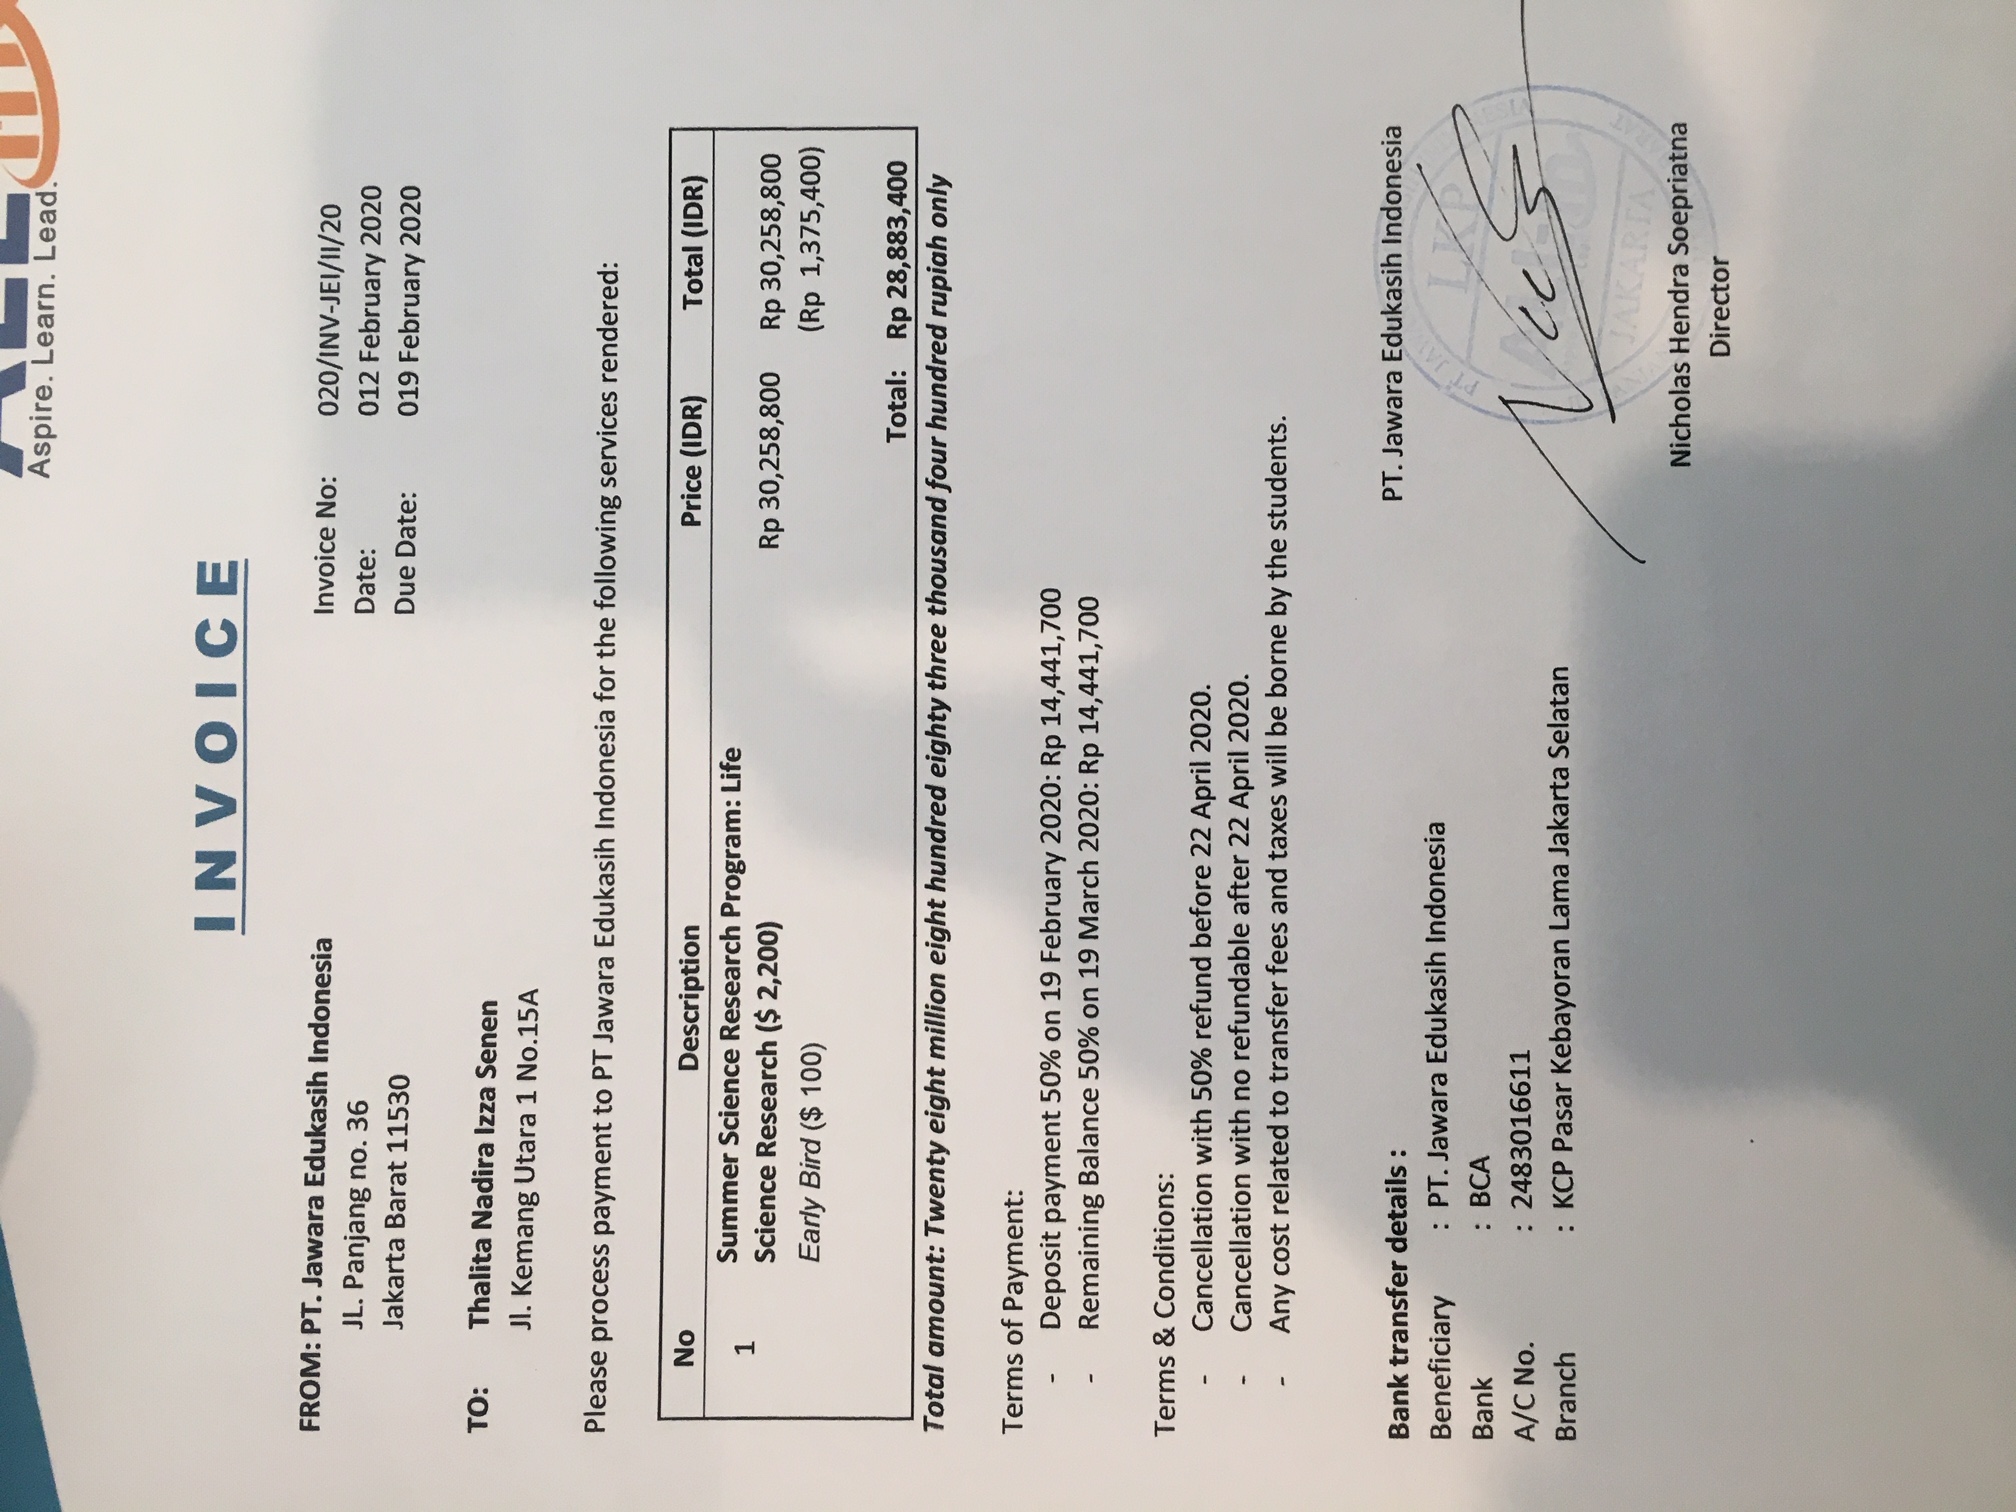 Aspire. Learn. Lead.
INVOICE
FROM: PT. Jawara Edukasih Indonesia
JL. Panjang no. 36
Jakarta Barat 11530
Invoice No: 020/INV-JEI/II/20
Date: 012 February 2020
Due Date: 019 February 2020
TO: Thalita Nadira Izza Senen
Jl. Kemang Utara 1 No.15A
Please process payment to PT Jawara Edukasih Indonesia for the following services rendered:
No Description Price (IDR) Total (IDR)
Summer Science Research Program: Life
1 Science Research ($ 2,200) Rp 30,258,800 Rp 30,258,800
Early Bird ($ 100) (Rp 1,375,400)
Total: Rp 28,883,400
Total amount: Twenty eight million eight hundred eighty three thousand four hundred rupiah only
Terms of Payment:
- Deposit payment 50% on 19 February 2020: Rp 14,441,700
- Remaining Balance 50% on 19 March 2020: Rp 14,441,700
Terms & Conditions:
- Cancellation with 50% refund before 22 April 2020.
- Cancellation with no refundable after 22 April 2020.
- Any cost related to transfer fees and taxes will be borne by the students.
Bank transfer details :
Beneficiary : PT. Jawara Edukasih Indonesia
Bank : BCA
A/C No. : 2483016611
Branch : KCP Pasar Kebayoran Lama Jakarta Selatan
PT. Jawara Edukasih Indonesia
LKP
JAKARTA
Nicholas Hendra Soepriatna
Director